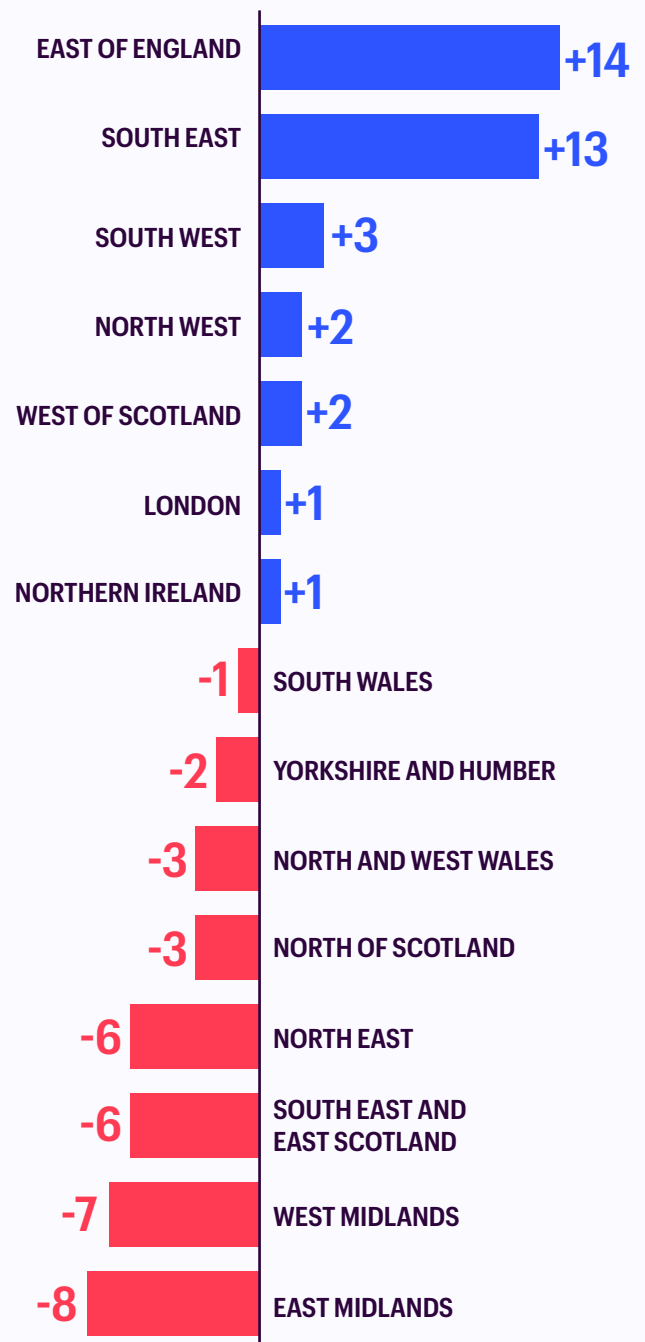 EAST OF ENGLAND +14
SOUTH EAST +13
SOUTH WEST +3
NORTH WEST +2
WEST OF SCOTLAND +2
LONDON +1
NORTHERN IRELAND +1
-1 SOUTH WALES
-2 YORKSHIRE AND HUMBER
-3 NORTH AND WEST WALES
-3 NORTH OF SCOTLAND
-6 NORTH EAST
-6 SOUTH EAST AND
EAST SCOTLAND
-7 WEST MIDLANDS
-8 EAST MIDLANDS